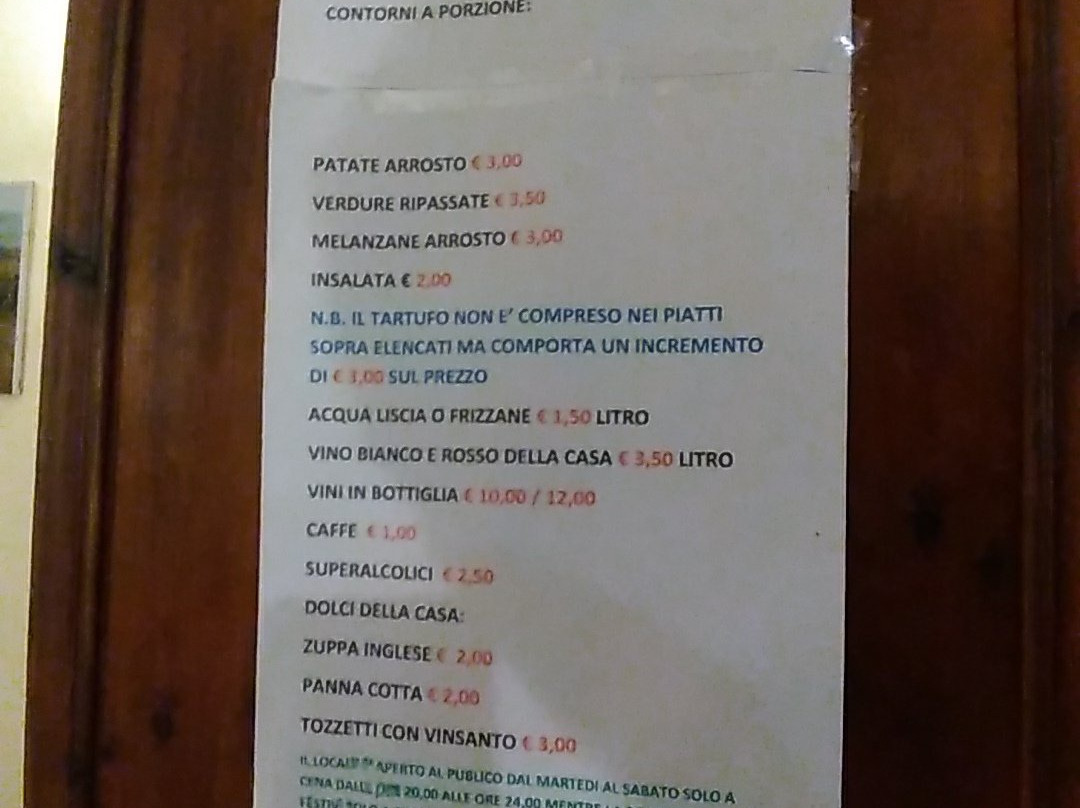 CONTORNI A PORZIONE:
PATATE ARROSTO € 3,00
VERDURE RIPASSATE € 3,50
MELANZANE ARROSTO € 3,00
INSALATA € 2,00
N.B. IL TARTUFO NON E' COMPRESO NEI PIATTI
SOPRA ELENCATI MA COMPORTA UN INCREMENTO
DI € 3,00 SUL PREZZO
ACQUA LISCIA O FRIZZANE € 1,50 LITRO
VINO BIANCO E ROSSO DELLA CASA € 3,50 LITRO
VINI IN BOTTIGLIA € 10,00 / 12,00
CAFFE € 1,00
SUPERALCOLICI € 2,50
DOLCI DELLA CASA:
ZUPPA INGLESE € 2,00
PANNA COTTA € 2,00
TOZZETTI CON VINSANTO € 3,00
IL LOCALE APERTO AL PUBLICO DAL MARTEDI AL SABATO SOLO A
CENA DALLE ORE 20,00 ALLE ORE 24,00 MENTRE